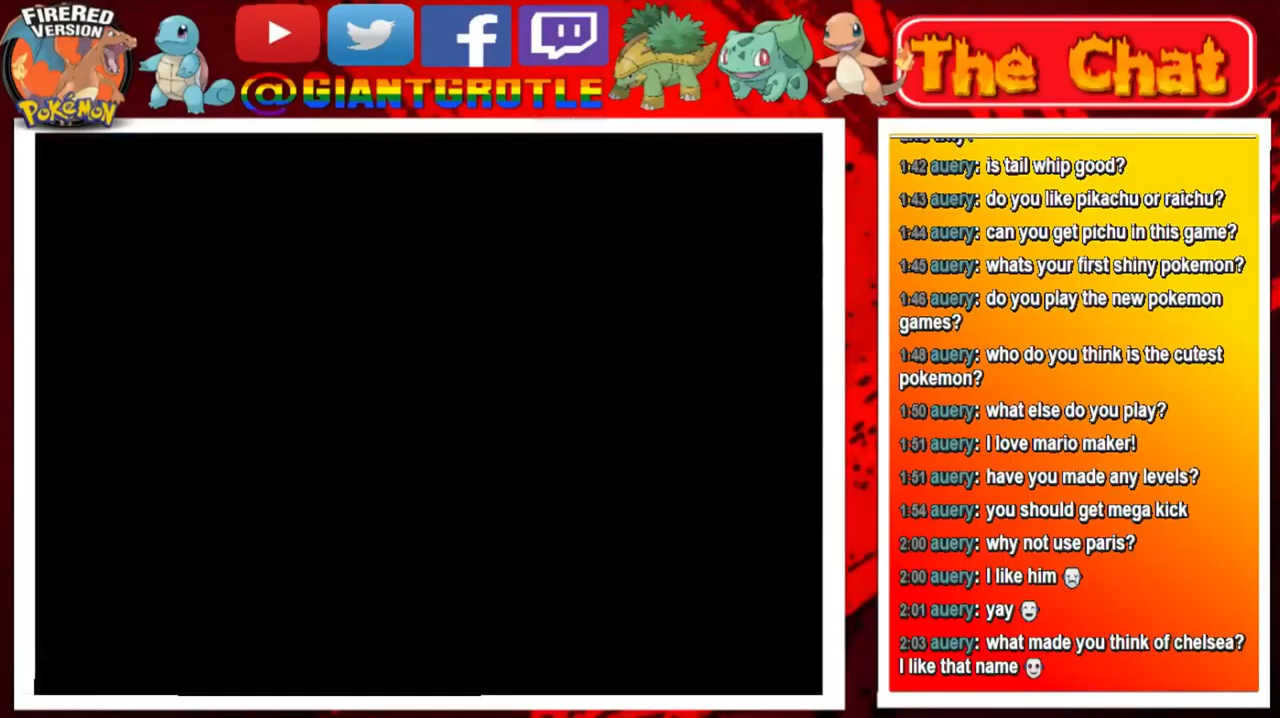 FIRERED
VERSION
POKéMON
@GIANTGROTLE
The Chat
1:42 auery: is tail whip good?
1:43 auery: do you like pikachu or raichu?
1:44 auery: can you get pichu in this game?
1:45 auery: whats your first shiny pokemon?
1:46 auery: do you play the new pokemon
games?
1:48 auery: who do you think is the cutest
pokemon?
1:50 auery: what else do you play?
1:51 auery: I love mario maker!
1:51 auery: have you made any levels?
1:54 auery: you should get mega kick
2:00 auery: why not use paris?
2:00 auery: I like him
2:01 auery: yay
2:03 auery: what made you think of chelsea?
I like that name